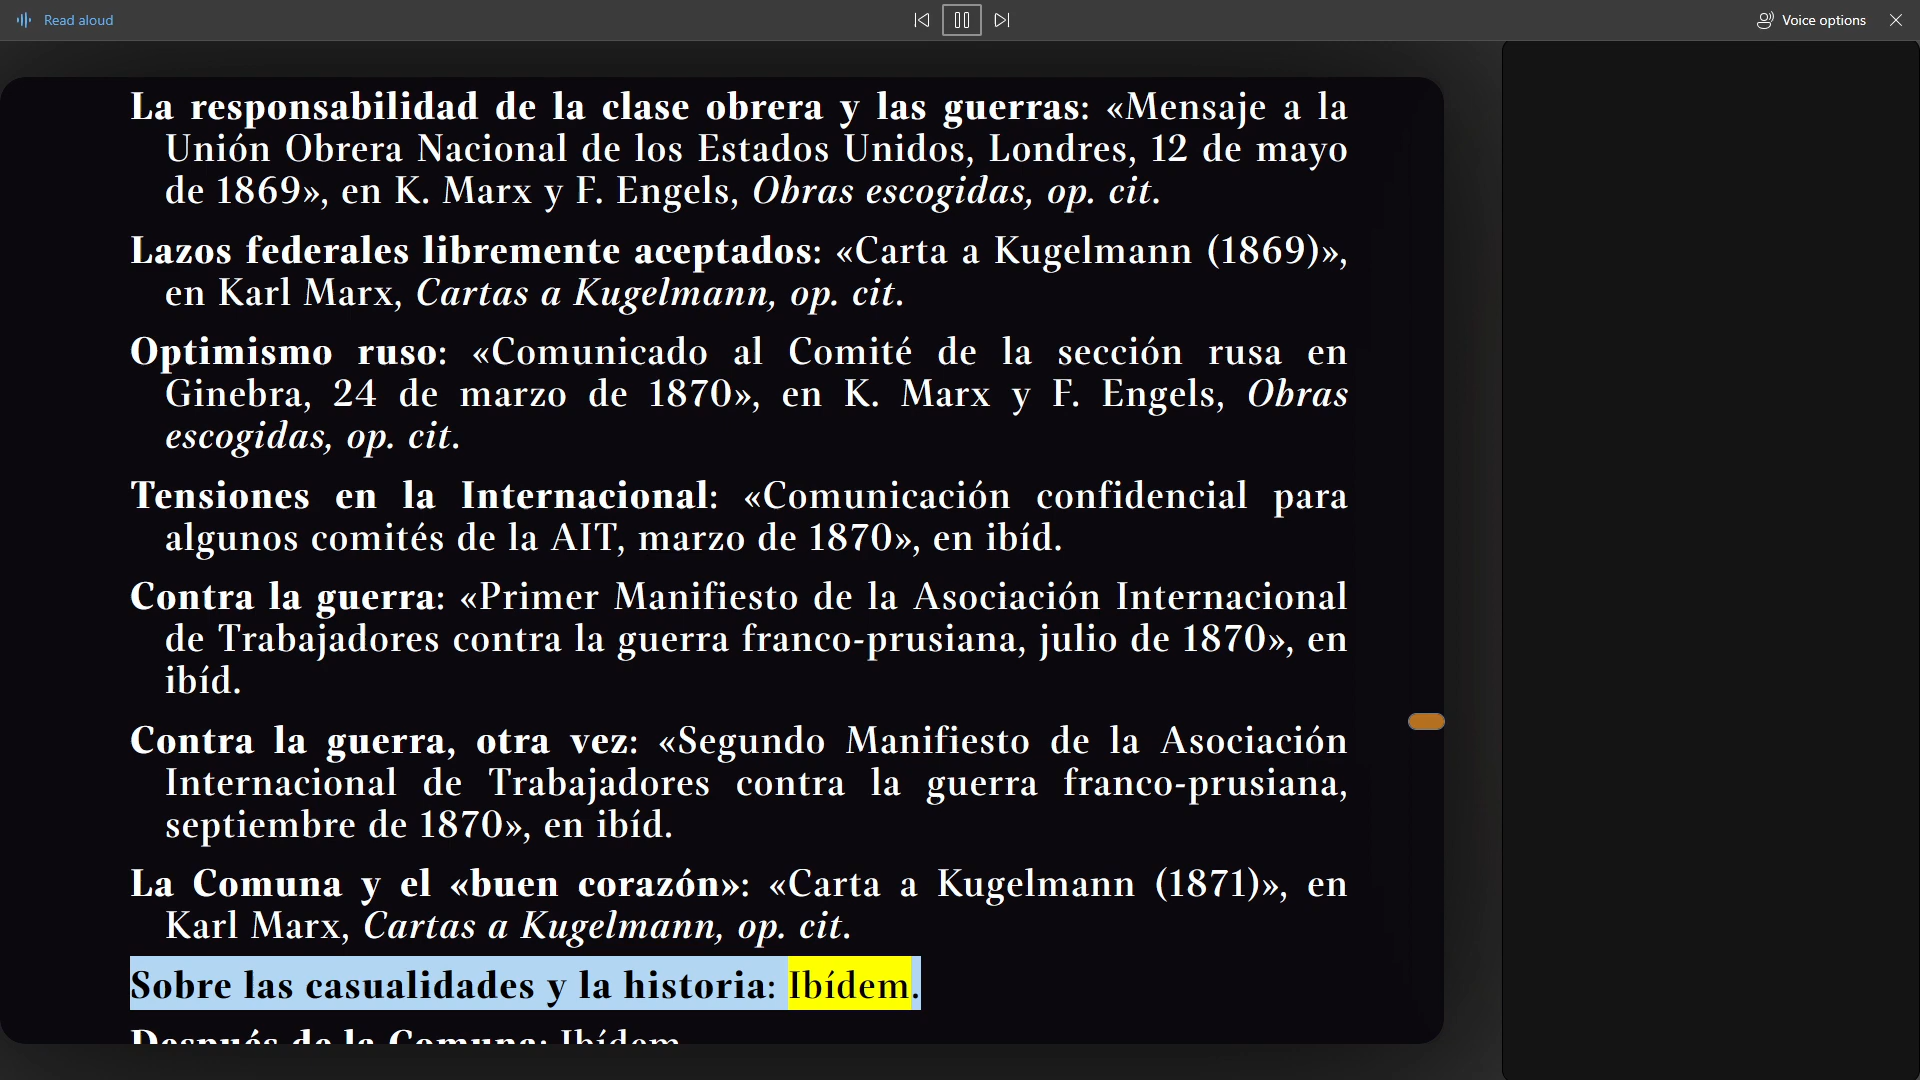 Read aloud
Voice options
La responsabilidad de la clase obrera y las guerras: «Mensaje a la
Unión Obrera Nacional de los Estados Unidos, Londres, 12 de mayo
de 1869», en K. Marx y F. Engels, Obras escogidas, op. cit.
Lazos federales libremente aceptados: «Carta a Kugelmann (1869)»,
en Karl Marx, Cartas a Kugelmann, op. cit.
Optimismo ruso: «Comunicado al Comité de la sección rusa en
Ginebra, 24 de marzo de 1870», en K. Marx y F. Engels, Obras
escogidas, op. cit.
Tensiones en la Internacional: «Comunicación confidencial para
algunos comités de la AIT, marzo de 1870», en ibíd.
Contra la guerra: «Primer Manifiesto de la Asociación Internacional
de Trabajadores contra la guerra franco-prusiana, julio de 1870», en
ibíd.
Contra la guerra, otra vez: «Segundo Manifiesto de la Asociación
Internacional de Trabajadores contra la guerra franco-prusiana,
septiembre de 1870», en ibíd.
La Comuna y el «buen corazón»: «Carta a Kugelmann (1871)», en
Karl Marx, Cartas a Kugelmann, op. cit.
Sobre las casualidades y la historia: Ibídem.
Después de la Comuna: Ibídem.